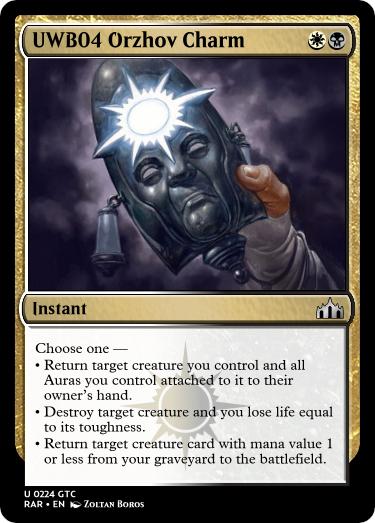 UWB04 Orzhov Charm
Instant
Choose one —
• Return target creature you control and all
Auras you control attached to it to their
owner's hand.
• Destroy target creature and you lose life equal
to its toughness.
• Return target creature card with mana value 1
or less from your graveyard to the battlefield.
U 0224 GTC
RAR • EN Zoltan Boros